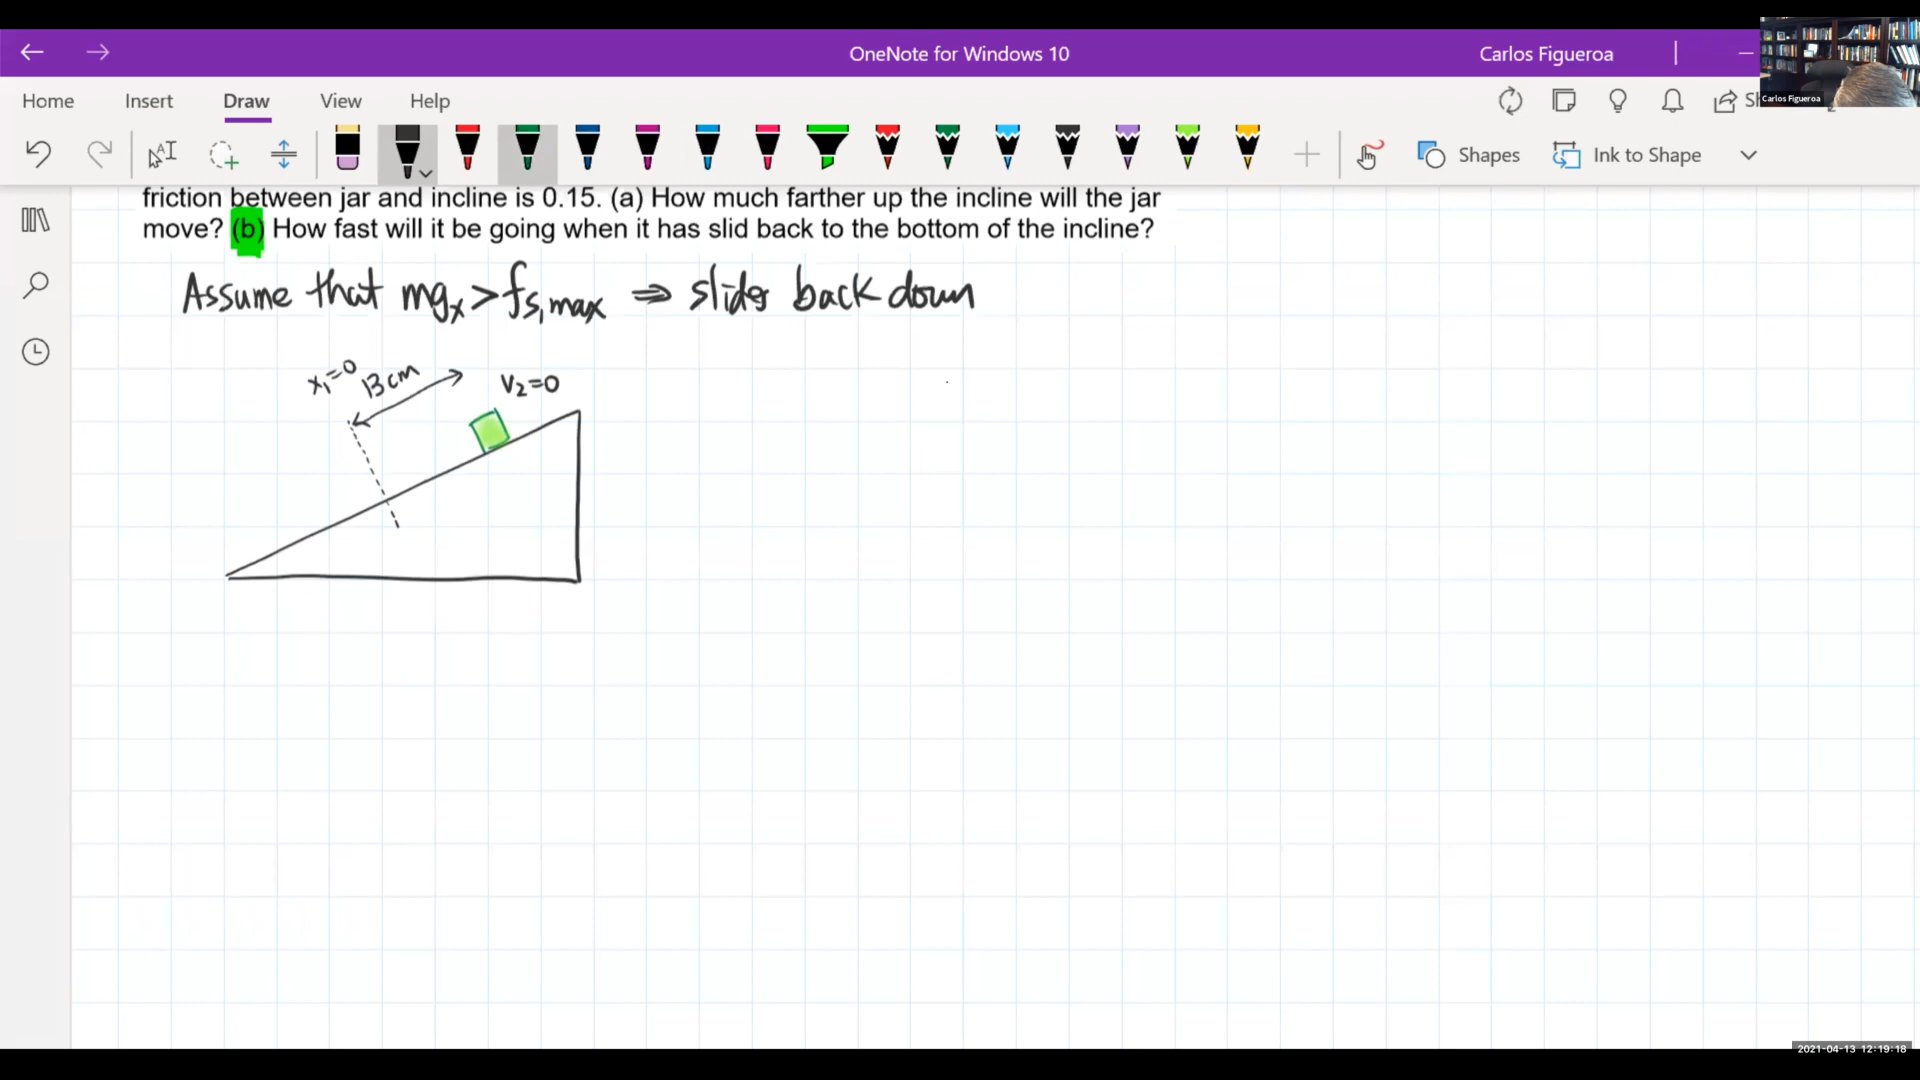 OneNote for Windows 10
Carlos Figueroa
Home Insert Draw View Help
Carlos Figueroa
Shapes
Ink to Shape
friction between jar and incline is 0.15. (a) How much farther up the incline will the jar
move? (b) How fast will it be going when it has slid back to the bottom of the incline?
Assume that mgₓ > fs,max ⇒ slides back down
x₁=0 13 cm v₂=0
2021-04-13 12:19:18